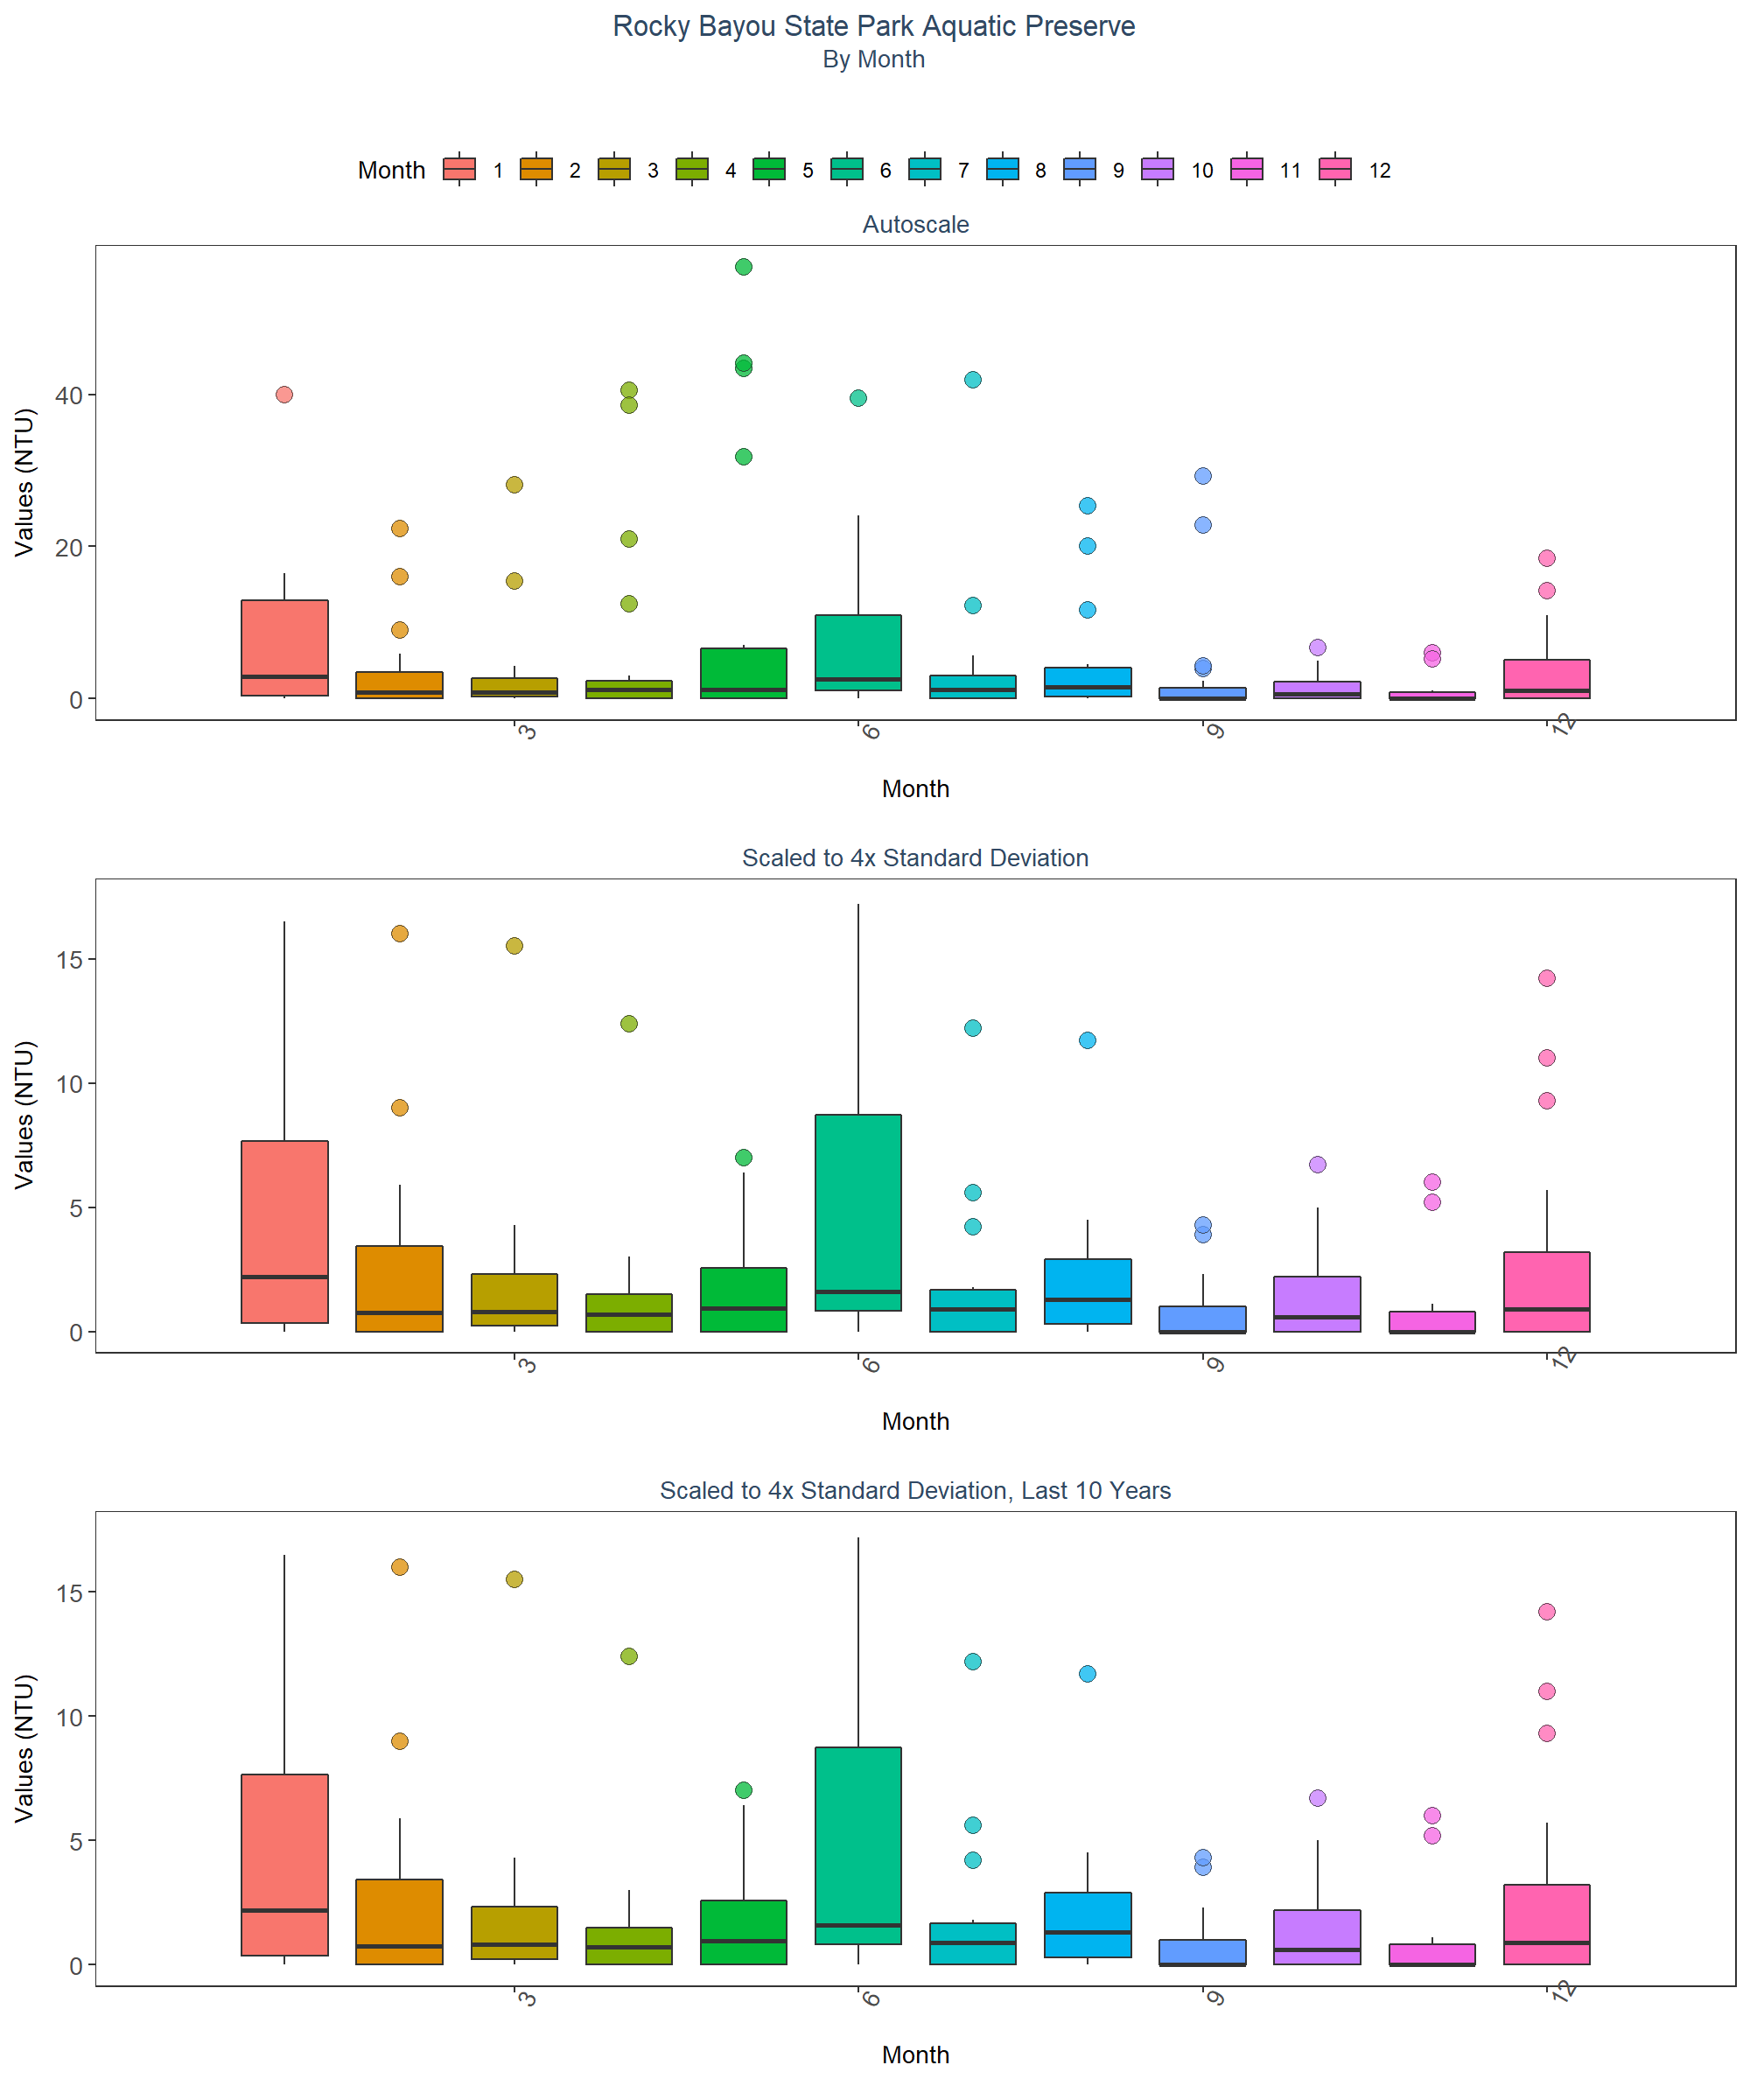 Rocky Bayou State Park Aquatic Preserve
By Month
Month 1 2 3 4 5 6 7 8 9 10 11 12
Autoscale
Values (NTU)
40
20
0
3 6 9 12
Month
Scaled to 4x Standard Deviation
Values (NTU)
15
10
5
0
3 6 9 12
Month
Scaled to 4x Standard Deviation, Last 10 Years
Values (NTU)
15
10
5
0
3 6 9 12
Month